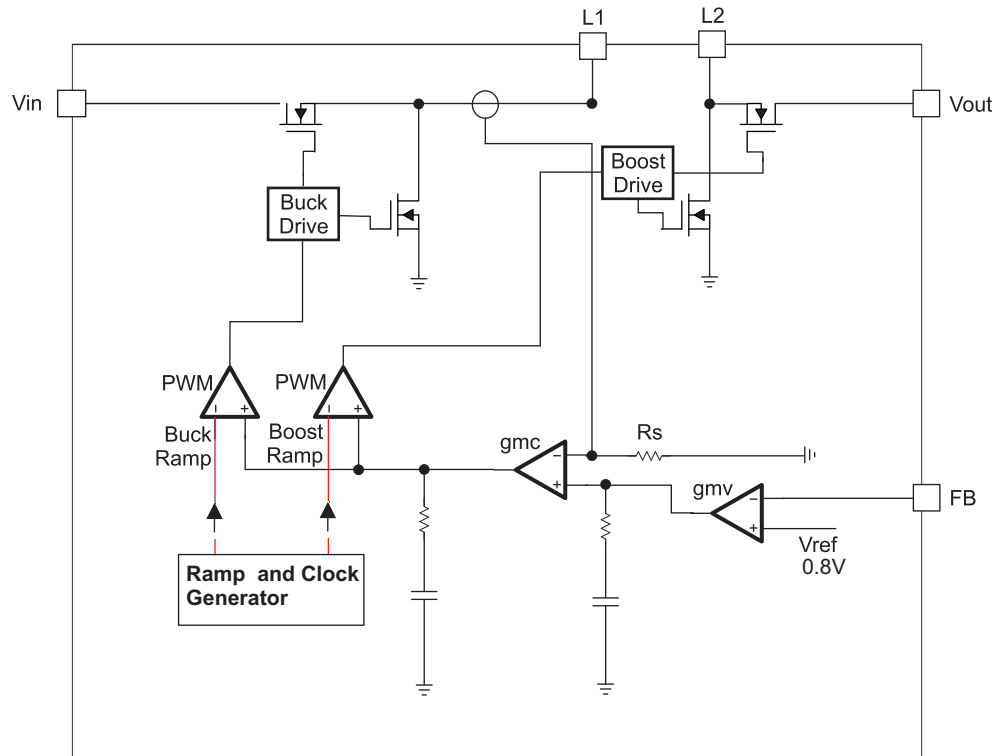 L1
L2
Vin
Vout
Boost
Drive
Buck
Drive
PWM
PWM
Buck
Ramp
Boost
Ramp
gmc
Rs
gmv
FB
Vref
0.8V
Ramp and Clock
Generator